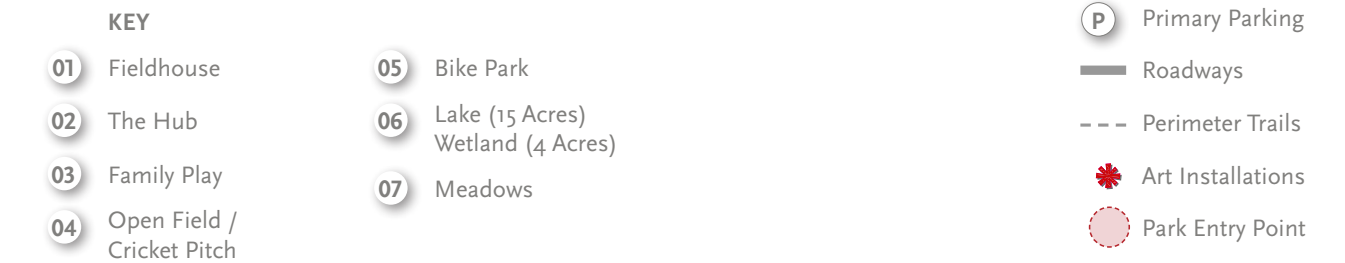 KEY
01 Fieldhouse
02 The Hub
03 Family Play
04 Open Field /
Cricket Pitch
05 Bike Park
06 Lake (15 Acres)
Wetland (4 Acres)
07 Meadows
P Primary Parking
Roadways
Perimeter Trails
Art Installations
Park Entry Point